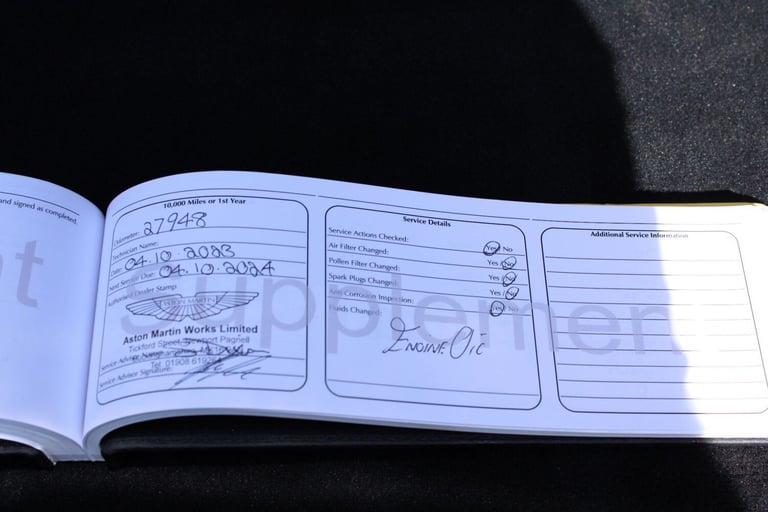 and signed as completed.
10,000 Miles or 1st Year
Odometer: 27948
Technician Name:
Date: 04.10.2023
Next Service Due: 04.10.2024
Authorised Dealer Stamp
ASTON MARTIN
Aston Martin Works Limited
Tickford Street, Newport Pagnell
Tel: 01908
Service Advisor Name:
Service Advisor Signature:
Service Details
Service Actions Checked: Yes No
Air Filter Changed: Yes No
Pollen Filter Changed: Yes No
Spark Plugs Changed: Yes No
Anti Corrosion Inspection: Yes No
Fluids Changed:
Engine Oil
Additional Service Information
Supplement